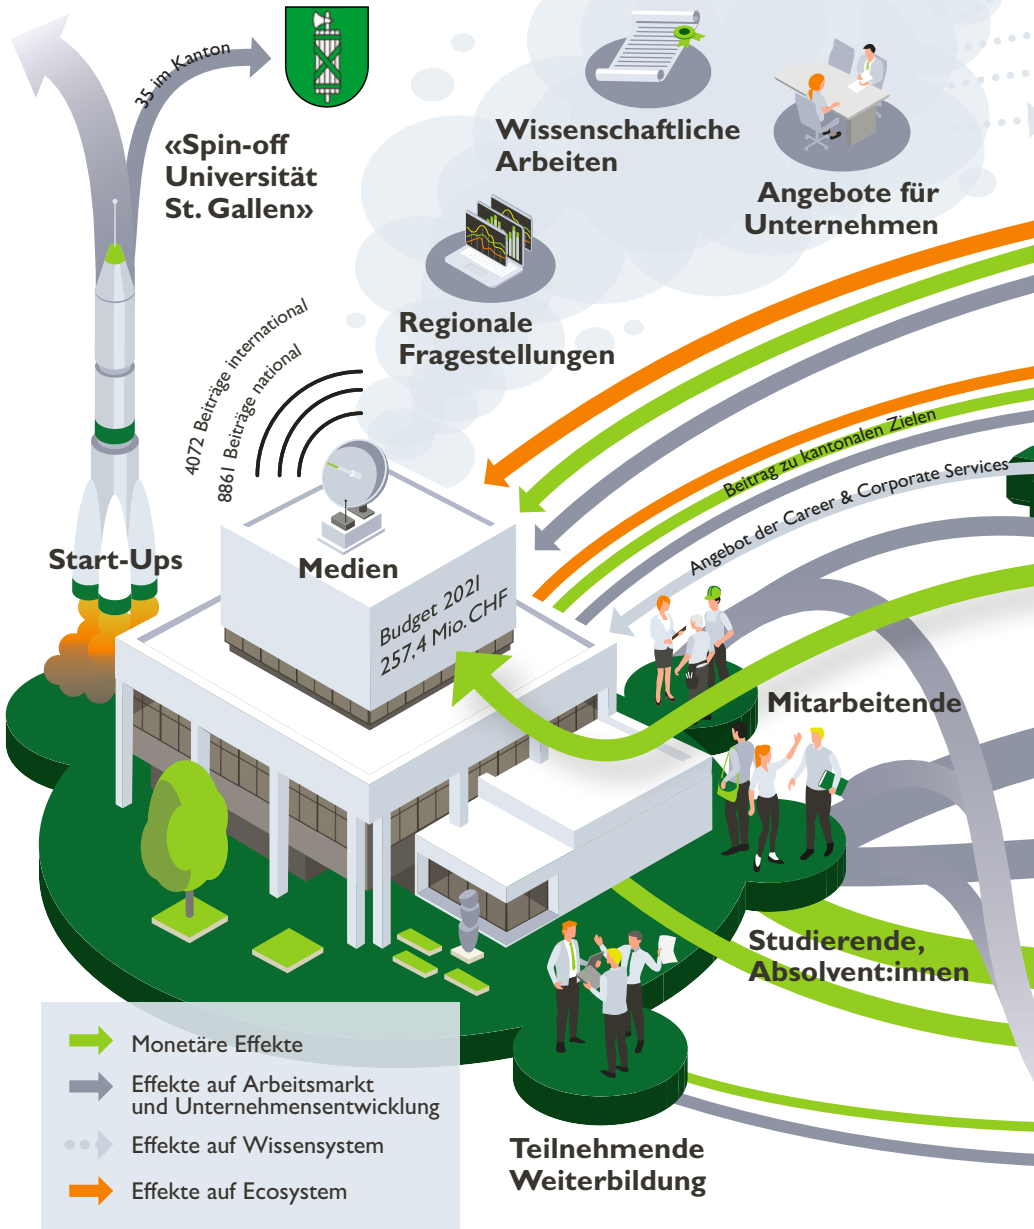 35 im Kanton
«Spin-off
Universität
St. Gallen»
Wissenschaftliche
Arbeiten
Angebote für
Unternehmen
Regionale
Fragestellungen
4072 Beiträge international
8861 Beiträge national
Beitrag zu kantonalen Zielen
Angebot der Career & Corporate Services
Start-Ups
Medien
Budget 2021
257,4 Mio. CHF
Mitarbeitende
Studierende,
Absolvent:innen
Monetäre Effekte
Effekte auf Arbeitsmarkt
und Unternehmensentwicklung
Effekte auf Wissensystem
Effekte auf Ecosystem
Teilnehmende
Weiterbildung